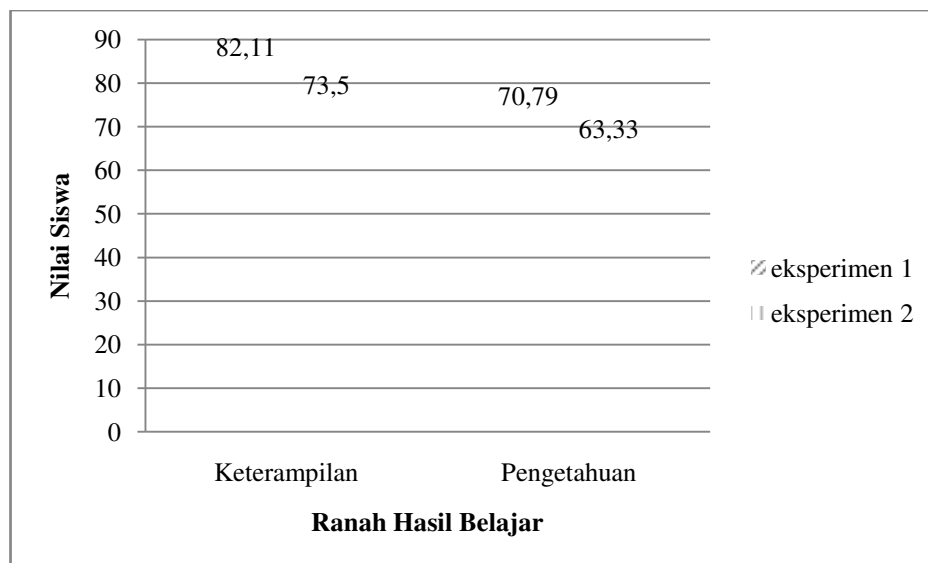 90
80
70
60
50
40
30
20
10
0
Nilai Siswa
82,11
73,5
70,79
63,33
Keterampilan
Pengetahuan
Ranah Hasil Belajar
eksperimen 1
eksperimen 2